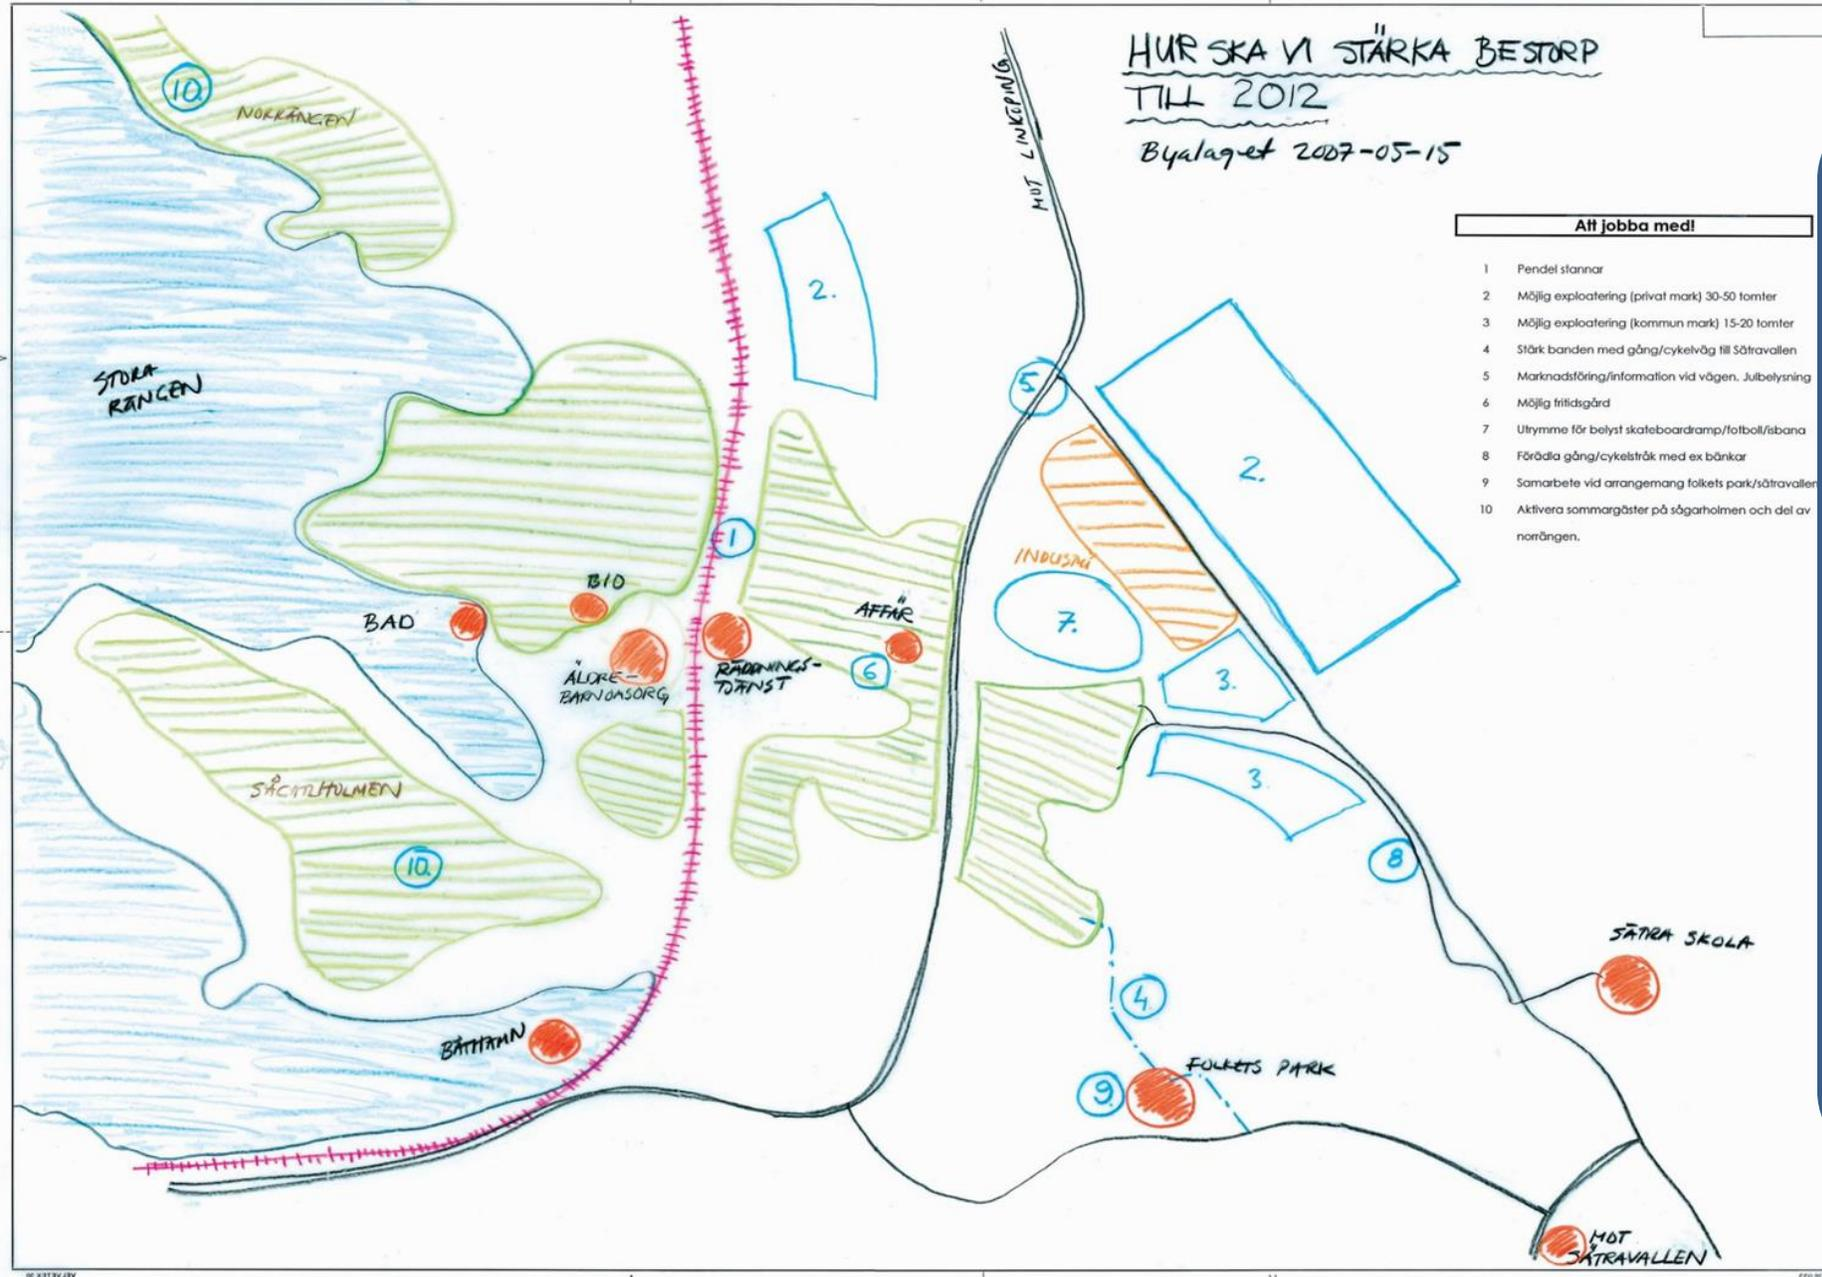 HUR SKA VI STÄRKA BESTORP
TILL 2012
Byalaget 2007-05-15
MOT LINKÖPING
Att jobba med!
1 Pendel stannar
2 Möjlig exploatering (privat mark) 30-50 tomter
3 Möjlig exploatering (kommun mark) 15-20 tomter
4 Stärk banden med gång/cykelväg till Sätravallen
5 Marknadsföring/information vid vägen. Julbelysning
6 Möjlig fritidsgård
7 Utrymme för belyst skateboardramp/fotboll/isbana
8 Förädla gång/cykelstråk med ex bänkar
9 Samarbete vid arrangemang folkets park/sätravallen
10 Aktivera sommargäster på sågarholmen och del av
norrängen.
10.
NORRÄNGEN
2.
STORA
RÄNGEN
5
2.
1
INDUSTRI
BIO
BAD
AFFÄR
7.
ÄLDRE-
BARNOMSORG
RÄDDNINGS-
TJÄNST
6
3.
3.
SÅGARHOLMEN
10.
8
SÄTRA SKOLA
4.
BÅTHAMN
FOLKETS PARK
9.
MOT
SÄTRAVALLEN